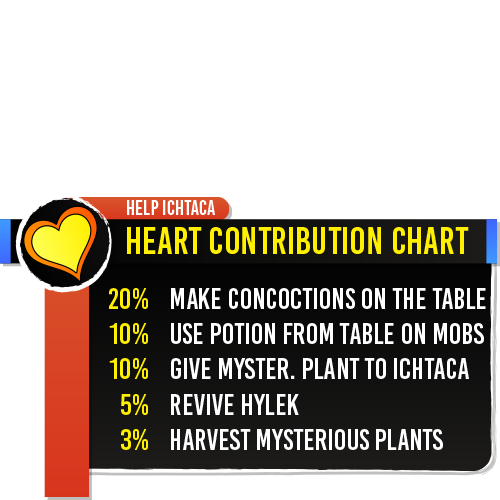 HELP ICHTACA
HEART CONTRIBUTION CHART
20% MAKE CONCOCTIONS ON THE TABLE
10% USE POTION FROM TABLE ON MOBS
10% GIVE MYSTER. PLANT TO ICHTACA
5% REVIVE HYLEK
3% HARVEST MYSTERIOUS PLANTS